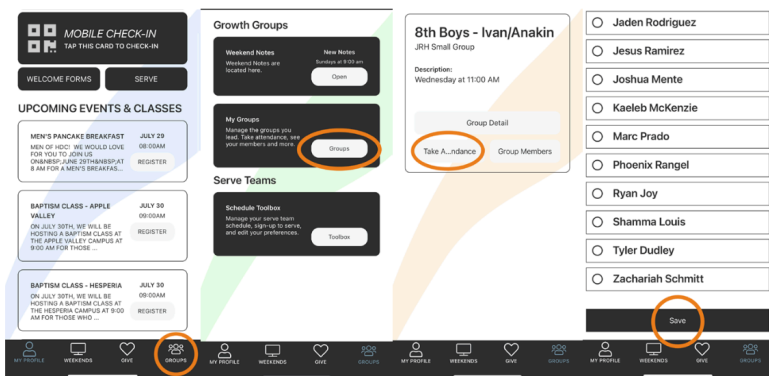 MOBILE CHECK-IN
TAP THIS CARD TO CHECK-IN
WELCOME FORMS
SERVE
UPCOMING EVENTS & CLASSES
MEN'S PANCAKE BREAKFAST
JULY 29
08:00AM
MEN OF HDC! WE WOULD LOVE
FOR YOU TO JOIN US
ON&NBSP;JUNE 29TH&NBSP;AT
8 AM FOR A MEN'S BREAKFAS...
REGISTER
BAPTISM CLASS - APPLE
VALLEY
JULY 30
09:00AM
ON JULY 30TH, WE WILL BE
HOSTING A BAPTISM CLASS AT
THE APPLE VALLEY CAMPUS AT
9:00 AM FOR THOSE ...
REGISTER
BAPTISM CLASS - HESPERIA
JULY 30
09:00AM
ON JULY 30TH, WE WILL BE
HOSTING A BAPTISM CLASS AT
THE HESPERIA CAMPUS AT 9:00
AM FOR THOSE WHO ...
REGISTER
MY PROFILE
WEEKENDS
GIVE
GROUPS
Growth Groups
Weekend Notes
Weekend Notes are
located here.
New Notes
Sundays at 9:00 am
Open
My Groups
Manage the groups you
lead. Take attendance, see
your members and more.
Groups
Serve Teams
Schedule Toolbox
Manage your serve team
schedule, sign-up to serve,
and edit your preferences.
Toolbox
MY PROFILE
WEEKENDS
GIVE
GROUPS
8th Boys - Ivan/Anakin
JRH Small Group
Description:
Wednesday at 11:00 AM
Group Detail
Take A...ndance
Group Members
MY PROFILE
WEEKENDS
GIVE
GROUPS
Jaden Rodriguez
Jesus Ramirez
Joshua Mente
Kaeleb McKenzie
Marc Prado
Phoenix Rangel
Ryan Joy
Shamma Louis
Tyler Dudley
Zachariah Schmitt
Save
MY PROFILE
WEEKENDS
GIVE
GROUPS